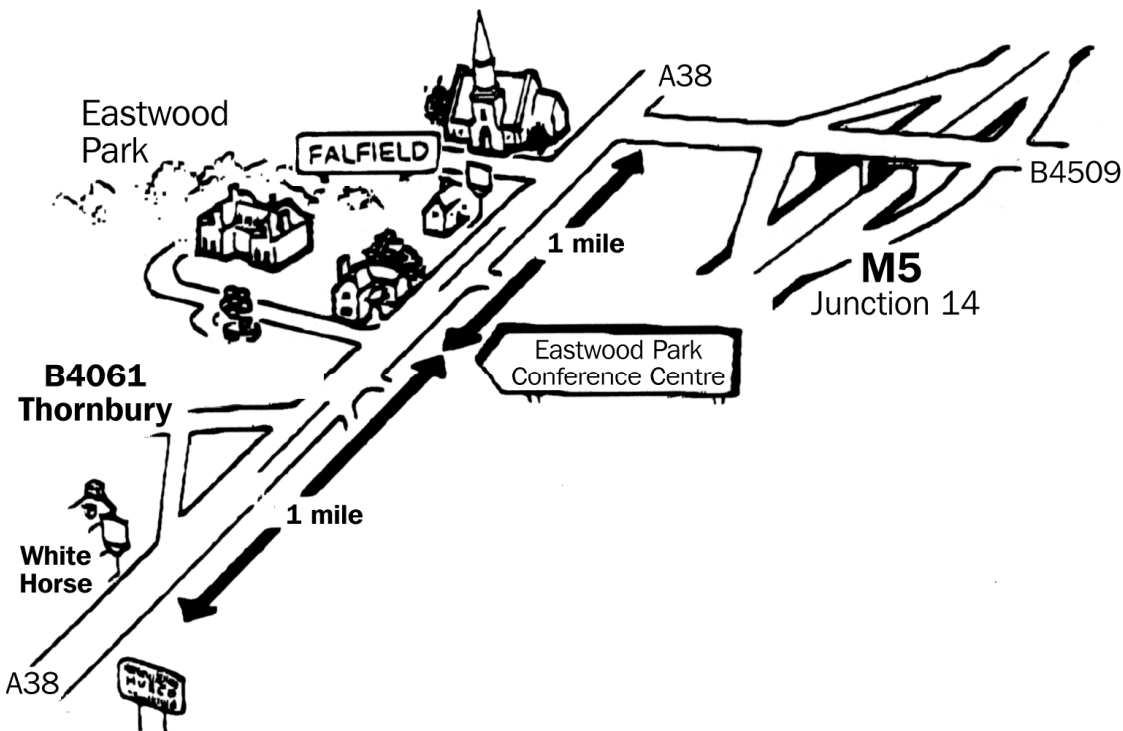 A38
Eastwood
Park
FALFIELD
B4509
1 mile
M5
Junction 14
Eastwood Park
Conference Centre
B4061
Thornbury
1 mile
White
Horse
A38